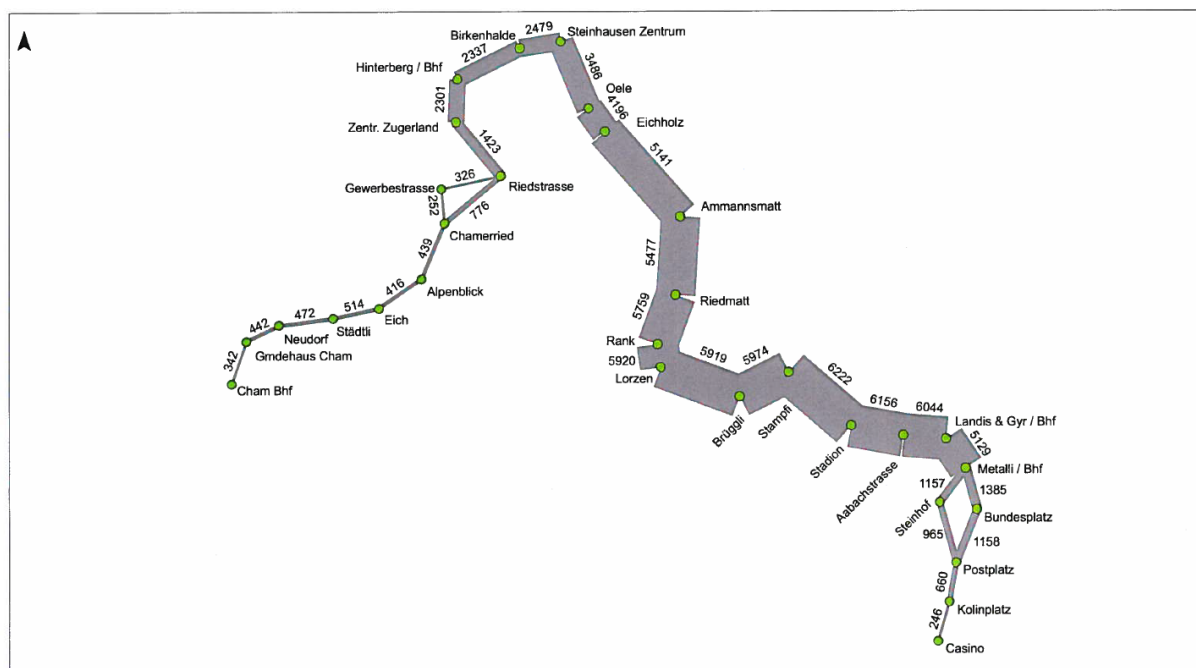 Birkenhalde
2479
Steinhausen Zentrum
2337
3486
Hinterberg / Bhf
2301
Oele
4196
Zentr. Zugerland
Eichholz
1423
5141
Gewerbestrasse
326
Riedstrasse
252
776
Ammannsmatt
Chamerried
439
5477
416
Alpenblick
514
Riedmatt
472
Eich
5759
442
Städtli
Neudorf
Rank
Grndehaus Cham
5920
5919
5974
342
Lorzen
6222
Cham Bhf
6156
6044
Landis & Gyr / Bhf
Brüggli
Stampfi
5129
Stadion
Metalli / Bhf
Aabachstrasse
1157
1385
Steinhof
Bundesplatz
965
1158
Postplatz
660
Kolinplatz
246
Casino